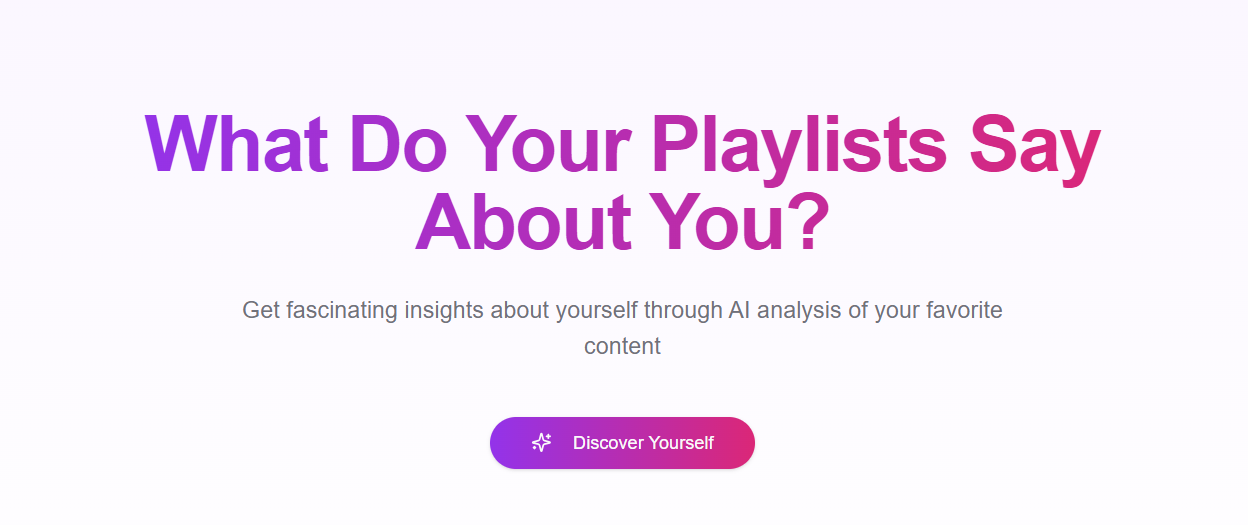 What Do Your Playlists Say
About You?
Get fascinating insights about yourself through AI analysis of your favorite
content
Discover Yourself